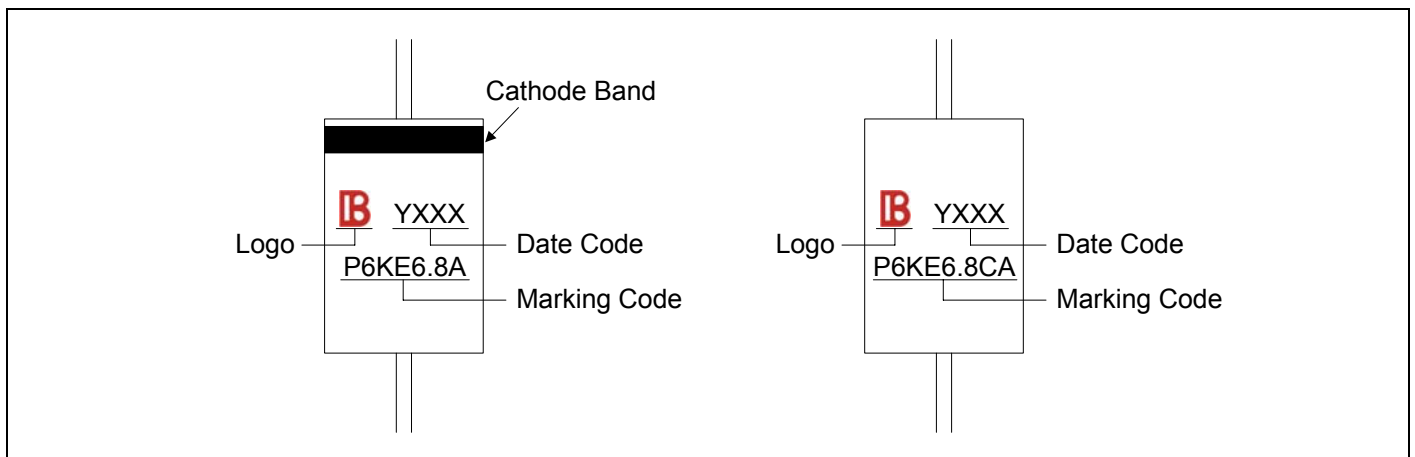 Cathode Band
B YXXX
Logo
Date Code
P6KE6.8A
Marking Code
B YXXX
Logo
Date Code
P6KE6.8CA
Marking Code